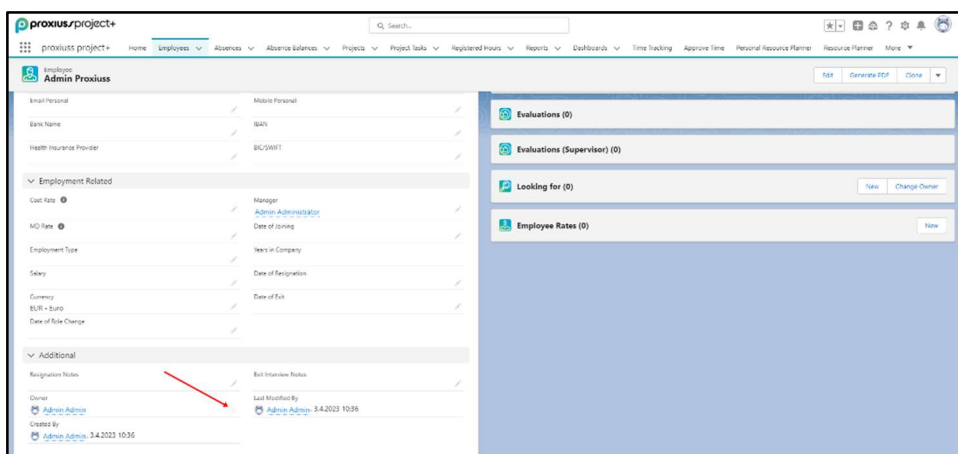 proxius project+
Search...
proxiuss project+ Home Employees Absences Absence Balances Projects Project Tasks Registered Hours Reports Dashboards Time Tracking Approve Time Personal Resource Planner Resource Planner More
Employee
Admin Proxiuss
Edit Generate PDF Clone
Email Personal Mobile Personal
Bank Name IBAN
Health Insurance Provider BIC/SWIFT
Employment Related
Cost Rate Manager
Admin Administrator
MD Rate Date of Joining
Employment Type Years in Company
Salary Date of Resignation
Currency Date of Exit
EUR - Euro
Date of Role Change
Additional
Resignation Notes Exit Interview Notes
Owner Last Modified By
Admin Admin Admin Admin, 3.4.2023 10:36
Created By
Admin Admin, 3.4.2023 10:36
Evaluations (0)
Evaluations (Supervisor) (0)
Looking for (0) New Change Owner
Employee Rates (0) New